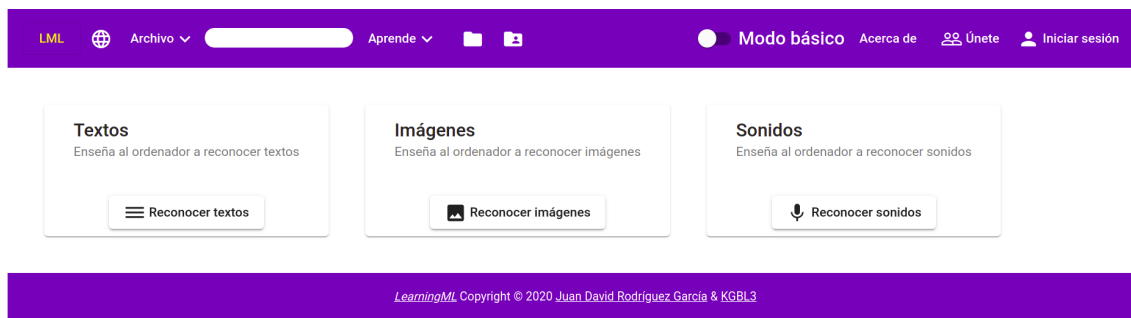 LML Archivo Aprende Modo básico Acerca de Únete Iniciar sesión
Textos
Enseña al ordenador a reconocer textos
Reconocer textos
Imágenes
Enseña al ordenador a reconocer imágenes
Reconocer imágenes
Sonidos
Enseña al ordenador a reconocer sonidos
Reconocer sonidos
LearningML Copyright © 2020 Juan David Rodríguez García & KGBL3